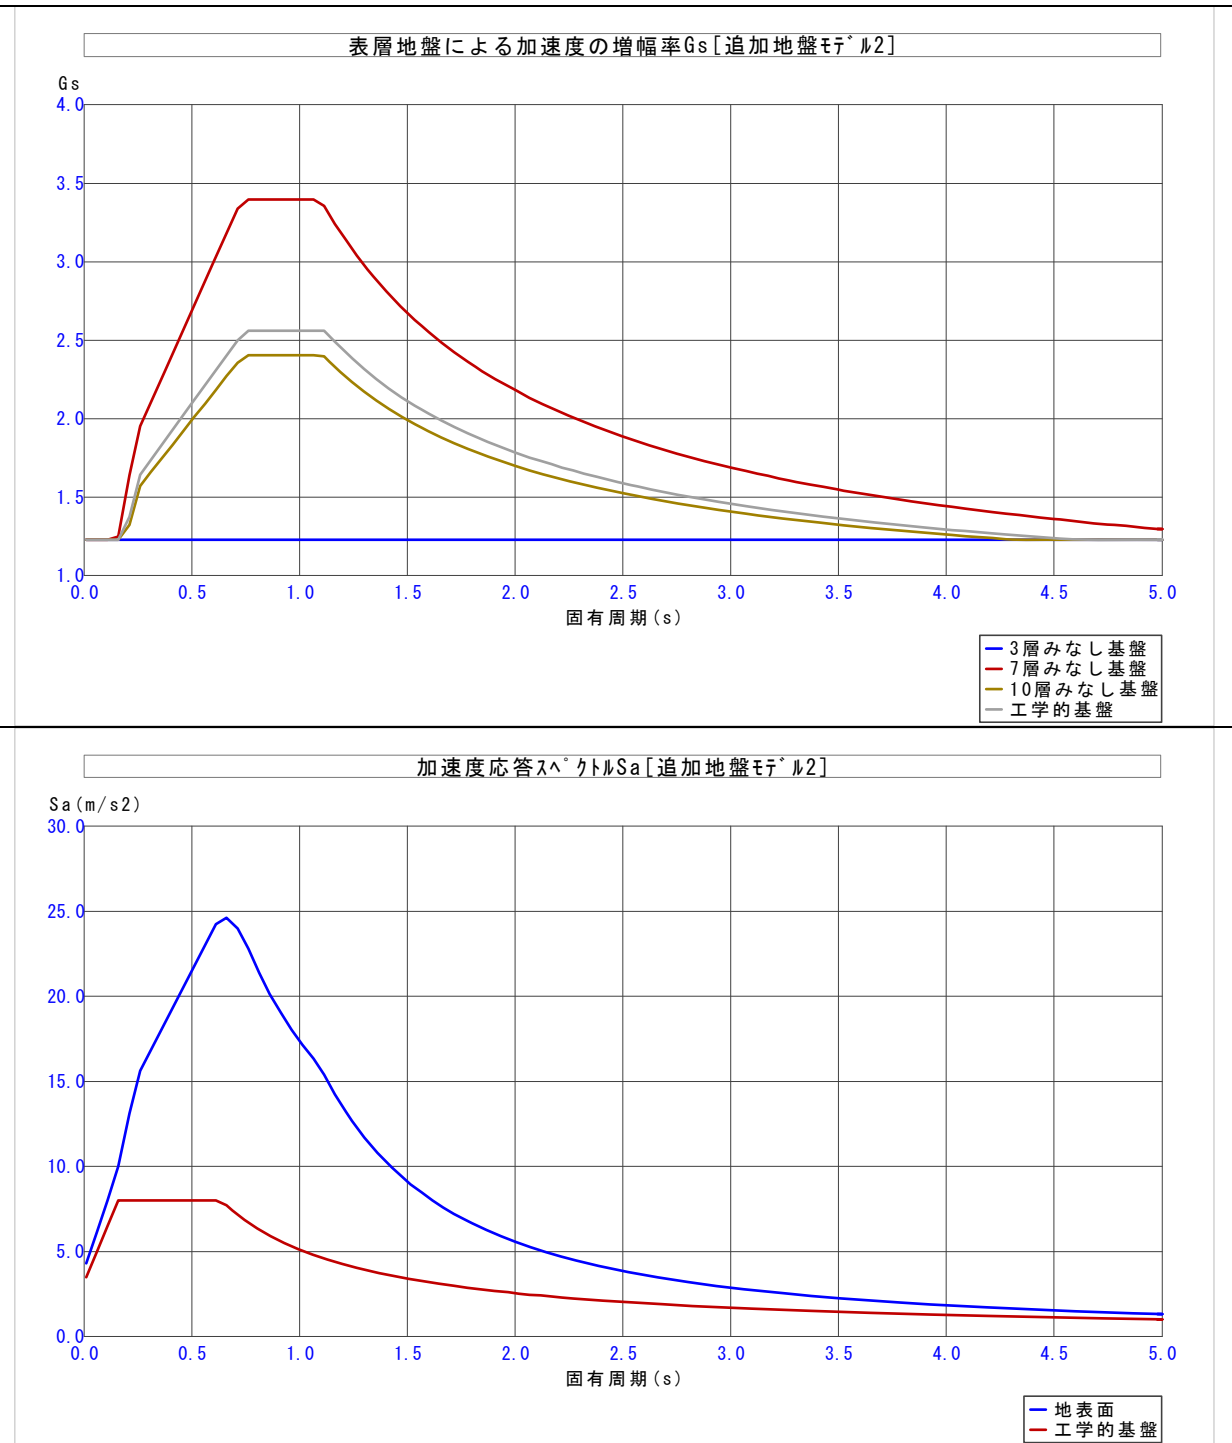 表層地盤による加速度の増幅率Gs[追加地盤ﾓﾃﾞﾙ2]
Gs
4.0
3.5
3.0
2.5
2.0
1.5
1.0
0.0 0.5 1.0 1.5 2.0 2.5 3.0 3.5 4.0 4.5 5.0
固有周期(s)
3層みなし基盤
7層みなし基盤
10層みなし基盤
工学的基盤
加速度応答ｽﾍﾟｸﾄﾙSa[追加地盤ﾓﾃﾞﾙ2]
Sa(m/s2)
30.0
25.0
20.0
15.0
10.0
5.0
0.0
0.0 0.5 1.0 1.5 2.0 2.5 3.0 3.5 4.0 4.5 5.0
固有周期(s)
地表面
工学的基盤